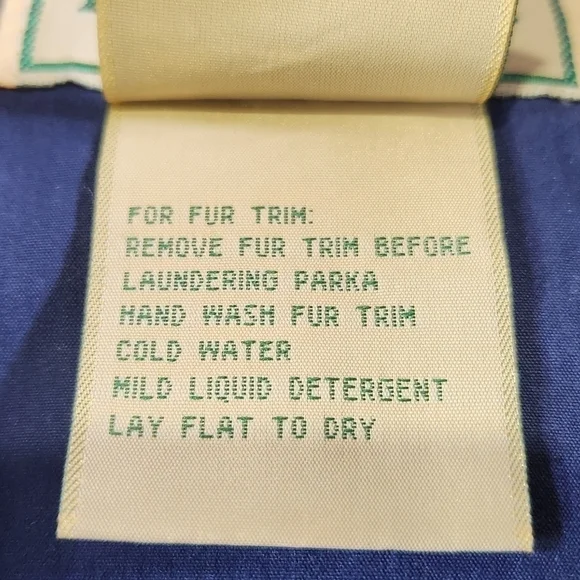 FOR FUR TRIM:
REMOVE FUR TRIM BEFORE
LAUNDERING PARKA
HAND WASH FUR TRIM
COLD WATER
MILD LIQUID DETERGENT
LAY FLAT TO DRY